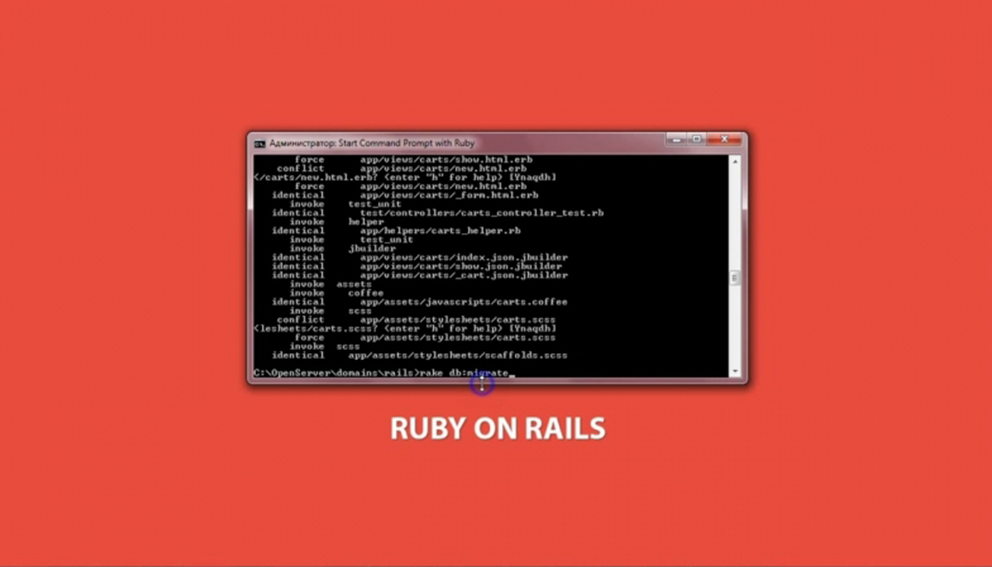 Администратор: Start Command Prompt with Ruby
force app/views/carts/show.html.erb
conflict app/views/carts/new.html.erb
</carts/new.html.erb? (enter "h" for help) [Ynaqdh]
force app/views/carts/new.html.erb
identical app/views/carts/_form.html.erb
invoke test_unit
identical test/controllers/carts_controller_test.rb
invoke helper
identical app/helpers/carts_helper.rb
invoke test_unit
invoke jbuilder
identical app/views/carts/index.json.jbuilder
identical app/views/carts/show.json.jbuilder
identical app/views/carts/_cart.json.jbuilder
invoke assets
invoke coffee
identical app/assets/javascripts/carts.coffee
invoke scss
conflict app/assets/stylesheets/carts.scss
<lesheets/carts.scss? (enter "h" for help) [Ynaqdh]
force app/assets/stylesheets/carts.scss
invoke scss
identical app/assets/stylesheets/scaffolds.scss
C:\OpenServer\domains\rails>rake db:migrate_
RUBY ON RAILS